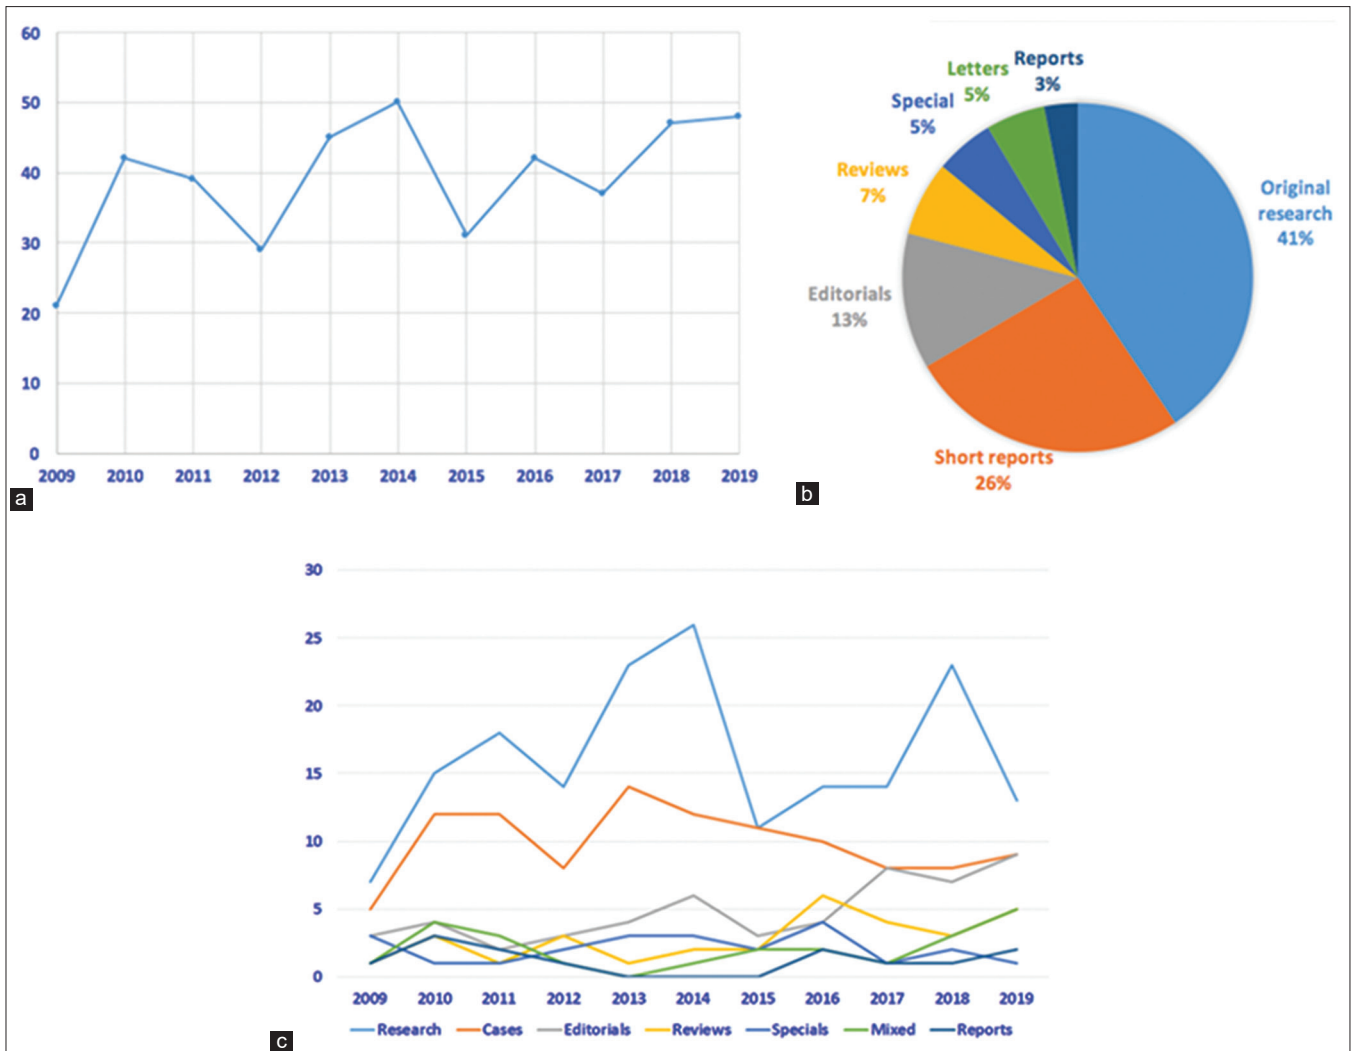 60
50
40
30
20
10
0
2009 2010 2011 2012 2013 2014 2015 2016 2017 2018 2019
a
Reports
3%
Letters
5%
Special
5%
Reviews
7%
Original
research
41%
Editorials
13%
Short reports
26%
b
30
25
20
15
10
5
0
2009 2010 2011 2012 2013 2014 2015 2016 2017 2018 2019
Research Cases Editorials Reviews Specials Mixed Reports
c